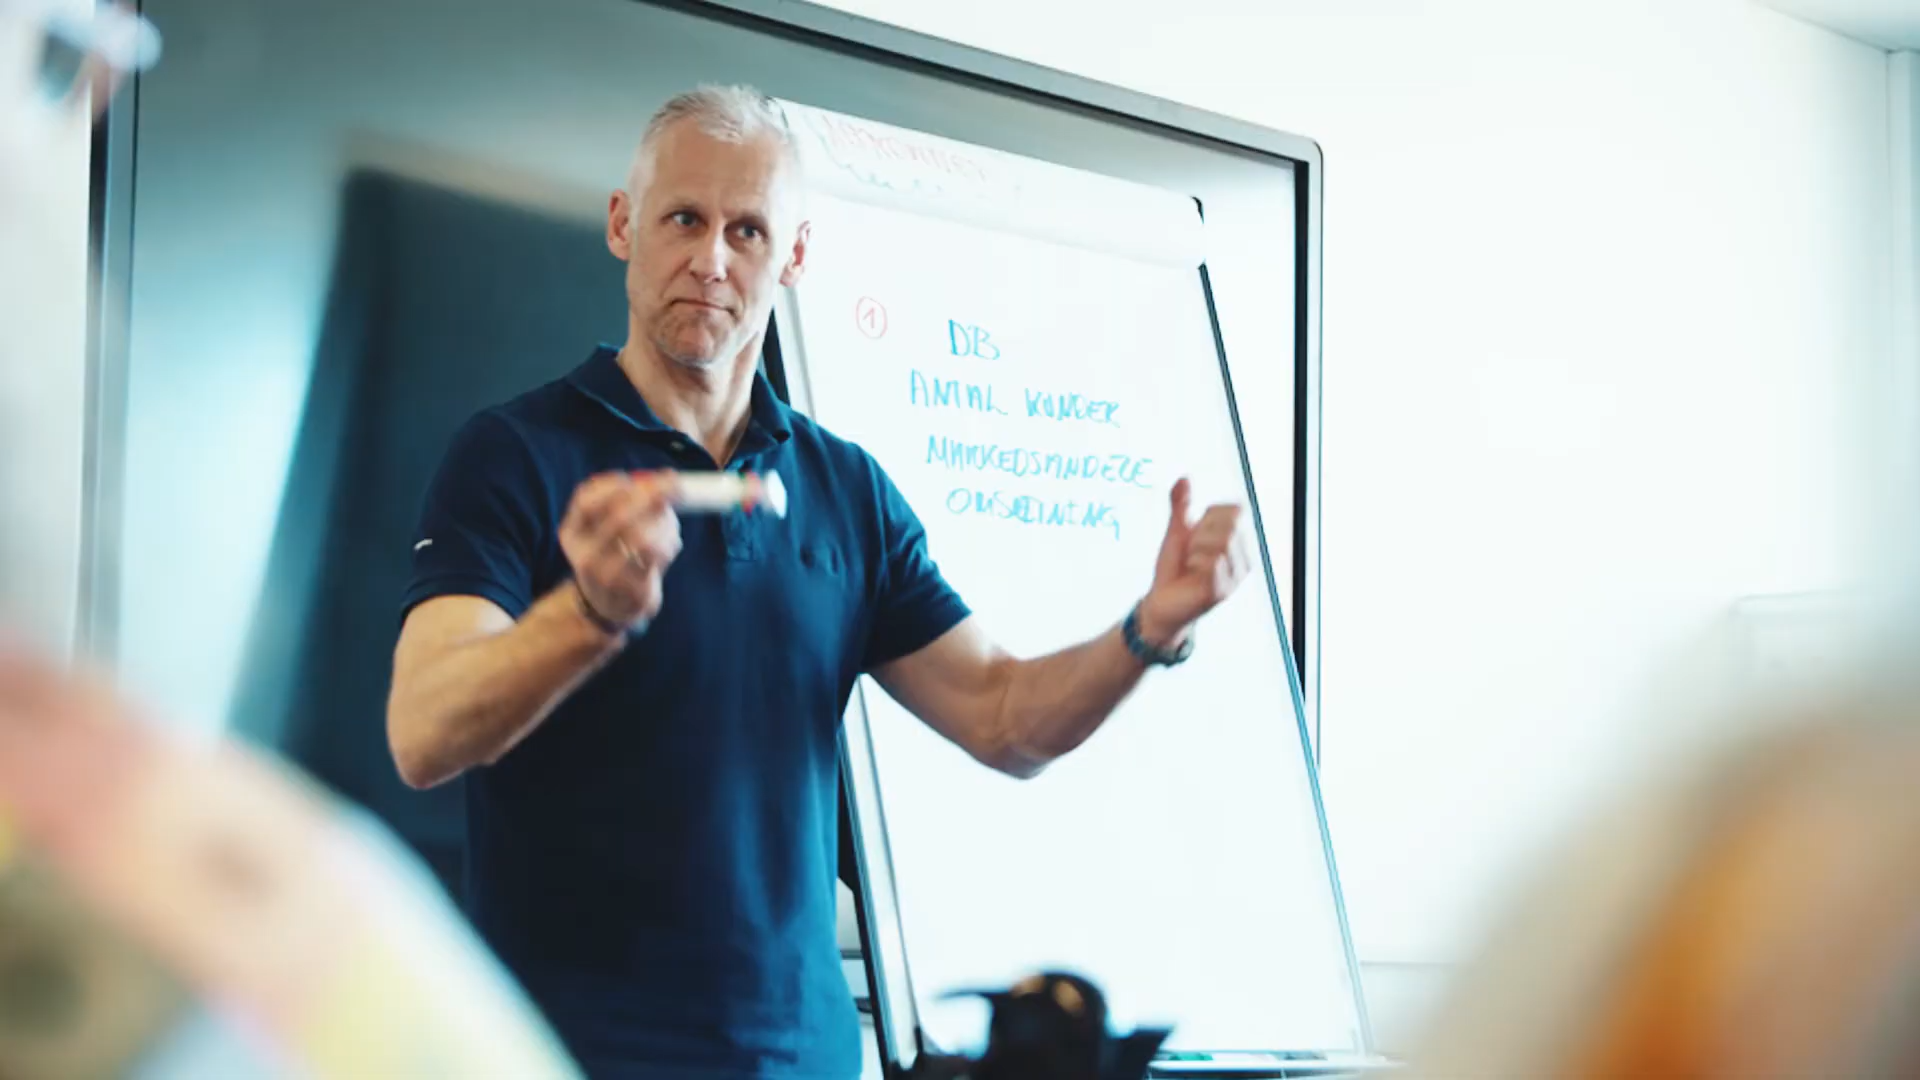 ① DB
ANTAL KUNDER
MARKEDSANDELE
OMSÆTNING